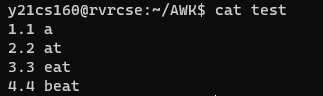 y21cs160@rvrcse:~/AWK$ cat test
1.1 a
2.2 at
3.3 eat
4.4 beat